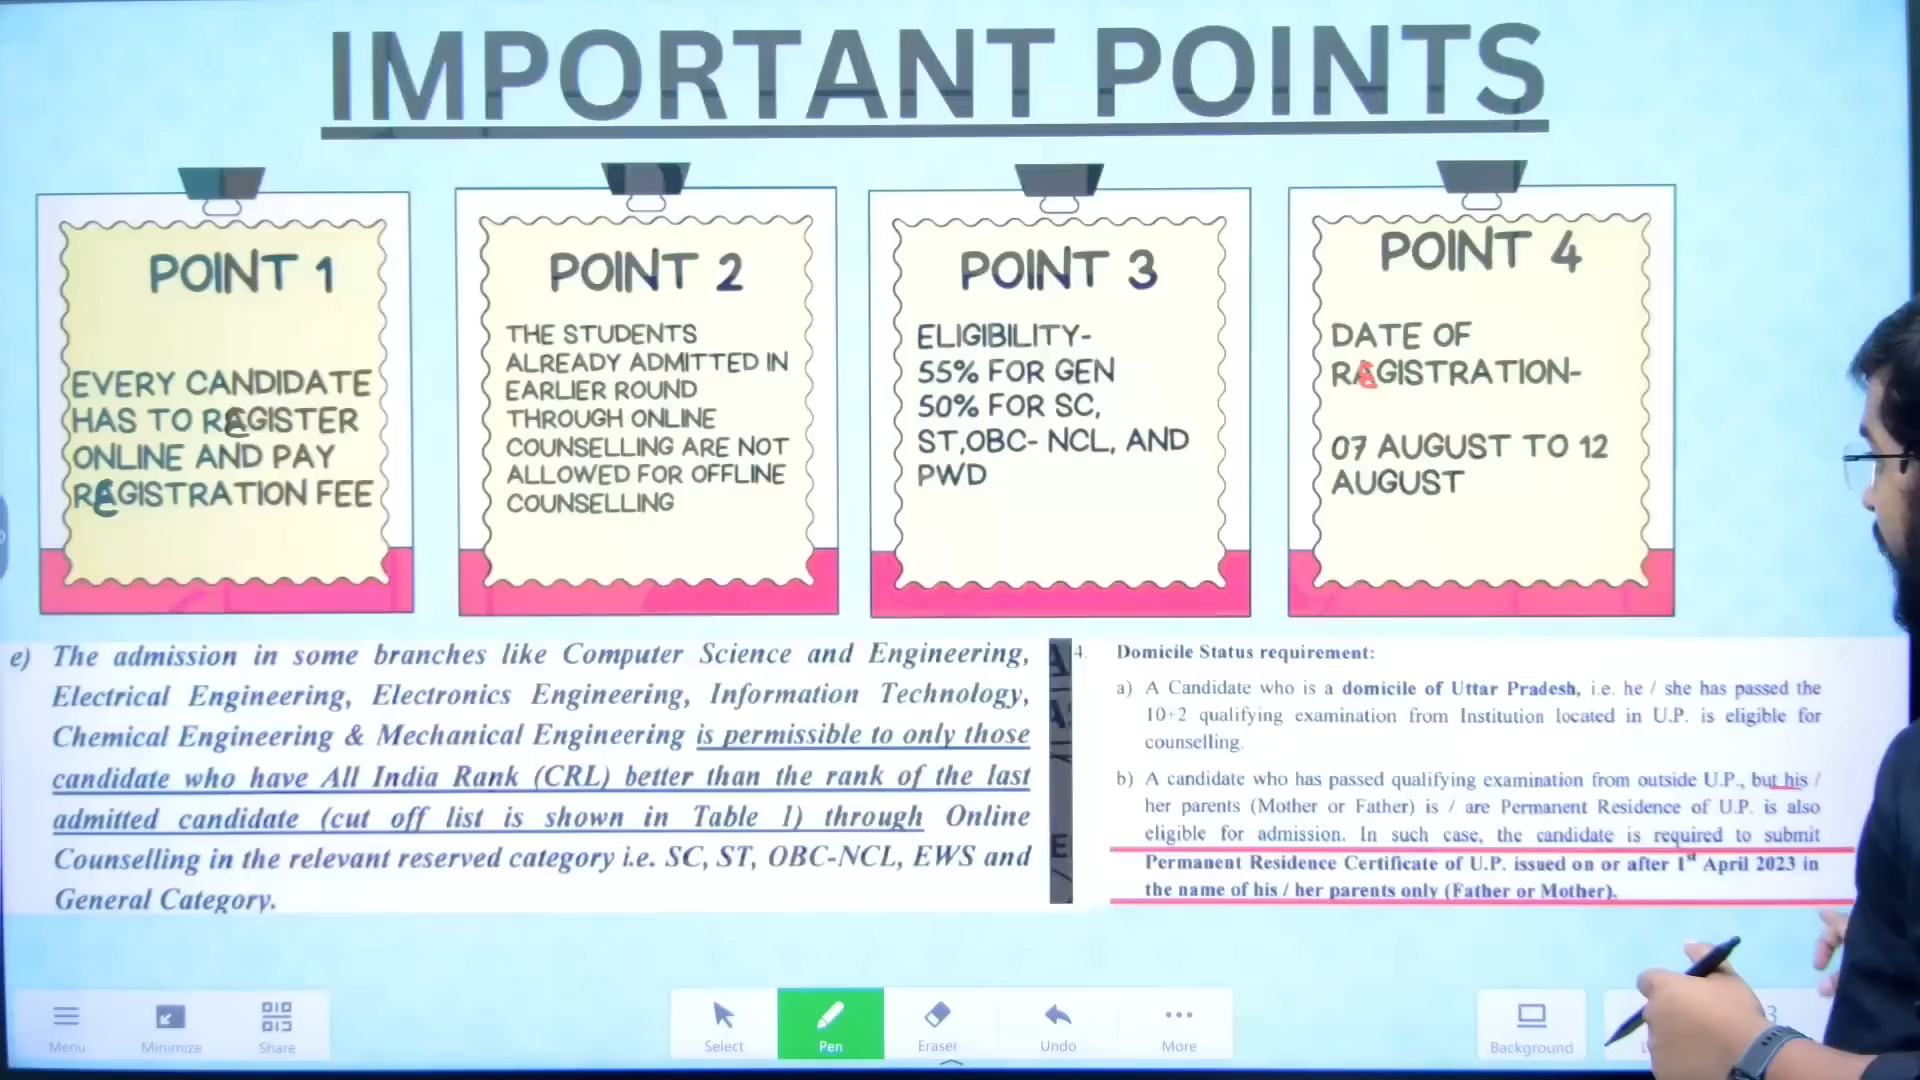 IMPORTANT POINTS
POINT 1
EVERY CANDIDATE
HAS TO REGISTER
ONLINE AND PAY
REGISTRATION FEE
POINT 2
THE STUDENTS
ALREADY ADMITTED IN
EARLIER ROUND
THROUGH ONLINE
COUNSELLING ARE NOT
ALLOWED FOR OFFLINE
COUNSELLING
POINT 3
ELIGIBILITY-
55% FOR GEN
50% FOR SC,
ST,OBC- NCL, AND
PWD
POINT 4
DATE OF
REGISTRATION-
07 AUGUST TO 12
AUGUST
e) The admission in some branches like Computer Science and Engineering,
Electrical Engineering, Electronics Engineering, Information Technology,
Chemical Engineering & Mechanical Engineering is permissible to only those
candidate who have All India Rank (CRL) better than the rank of the last
admitted candidate (cut off list is shown in Table 1) through Online
Counselling in the relevant reserved category i.e. SC, ST, OBC-NCL, EWS and
General Category.
4. Domicile Status requirement:
a) A Candidate who is a domicile of Uttar Pradesh, i.e. he / she has passed the
10+2 qualifying examination from Institution located in U.P. is eligible for
counselling.
b) A candidate who has passed qualifying examination from outside U.P., but his /
her parents (Mother or Father) is / are Permanent Residence of U.P. is also
eligible for admission. In such case, the candidate is required to submit
Permanent Residence Certificate of U.P. issued on or after 1st April 2023 in
the name of his / her parents only (Father or Mother).
Menu
Minimize
Share
Select
Pen
Eraser
Undo
More
Background